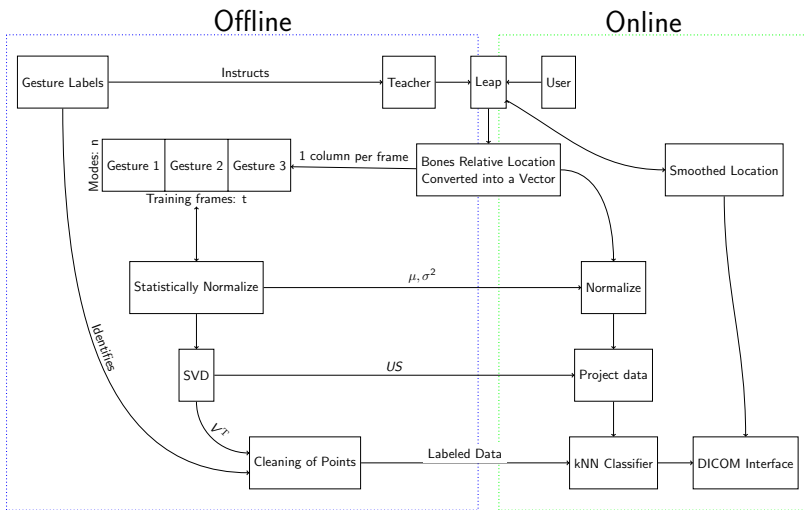 Offline
Online
Gesture Labels
Instructs
Teacher
Leap
User
Modes: n
Gesture 1
Gesture 2
Gesture 3
1 column per frame
Bones Relative Location
Converted into a Vector
Smoothed Location
Training frames: t
Statistically Normalize
μ, σ²
Normalize
Identifies
SVD
US
Project data
Vᵀ
Cleaning of Points
Labeled Data
kNN Classifier
DICOM Interface